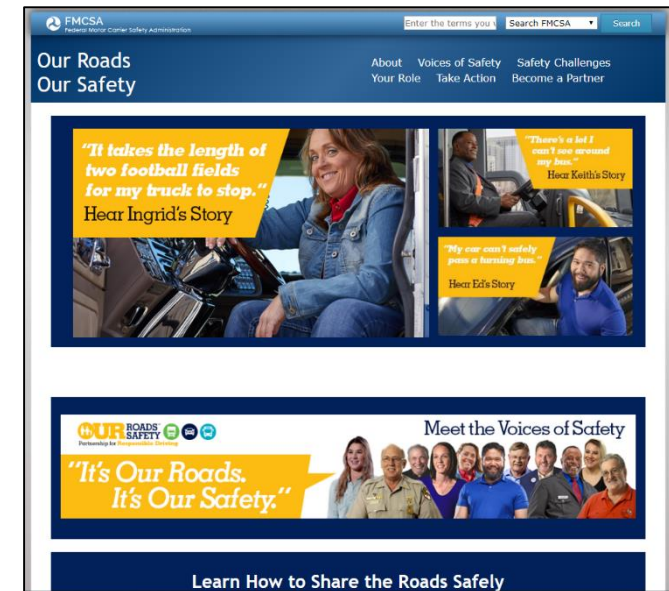 FMCSA
Federal Motor Carrier Safety Administration
Enter the terms you
Search FMCSA
Search
Our Roads
Our Safety
About Voices of Safety Safety Challenges
Your Role Take Action Become a Partner
"It takes the length of
two football fields
for my truck to stop."
Hear Ingrid's Story
"There's a lot I
can't see around
my bus."
Hear Keith's Story
"My car can't safely
pass a turning bus."
Hear Ed's Story
OUR ROADS
SAFETY
Partnership for Responsible Driving
Meet the Voices of Safety
"It's Our Roads.
It's Our Safety."
Learn How to Share the Roads Safely